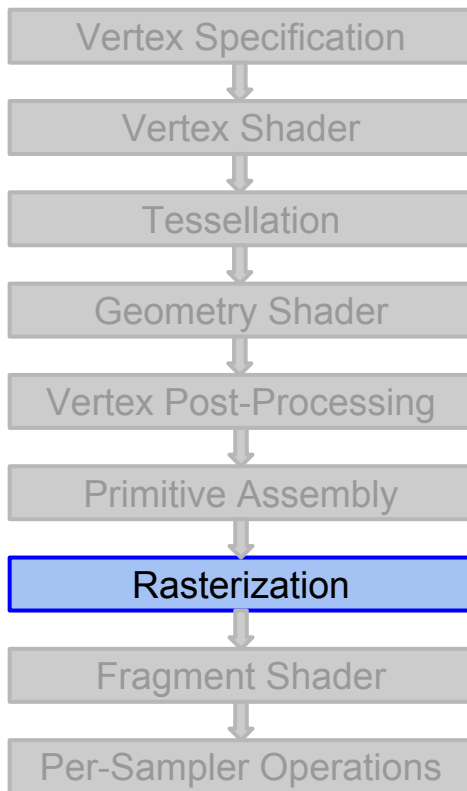 Vertex Specification
Vertex Shader
Tessellation
Geometry Shader
Vertex Post-Processing
Primitive Assembly
Rasterization
Fragment Shader
Per-Sampler Operations